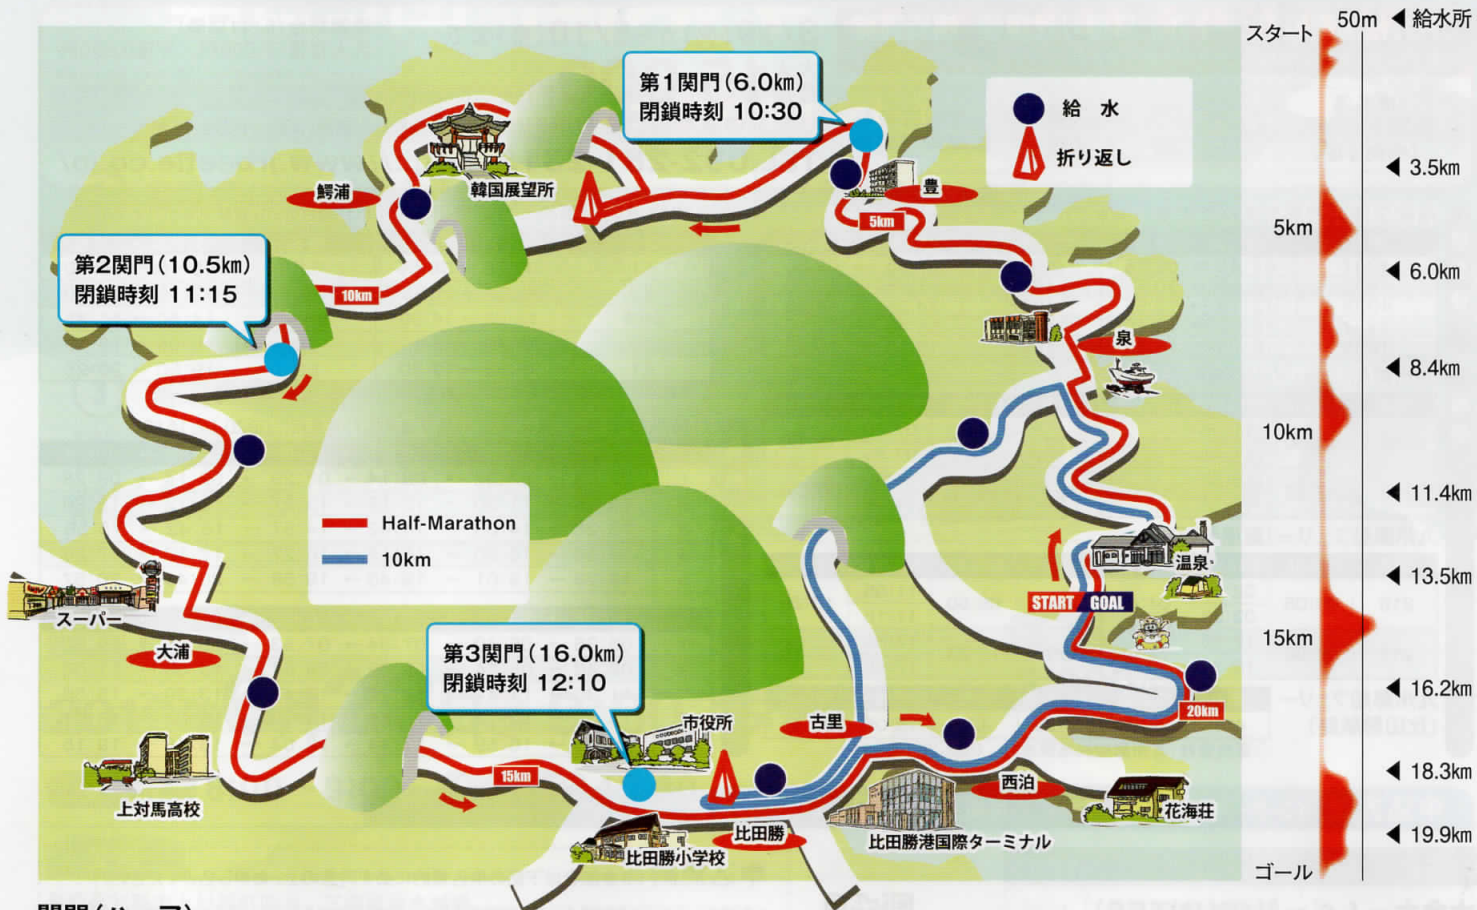 50m ◀ 給水所
スタート
第1関門(6.0km)
閉鎖時刻 10:30
給 水
折り返し
◀ 3.5km
韓国展望所
鰐浦
豊
5km
5km
第2関門(10.5km)
閉鎖時刻 11:15
◀ 6.0km
10km
泉
◀ 8.4km
10km
◀ 11.4km
Half-Marathon
10km
温泉
◀ 13.5km
START GOAL
スーパー
大浦
15km
第3関門(16.0km)
閉鎖時刻 12:10
◀ 16.2km
20km
市役所
古里
15km
◀ 18.3km
西泊
上対馬高校
花海荘
比田勝
比田勝港国際ターミナル
◀ 19.9km
比田勝小学校
ゴール